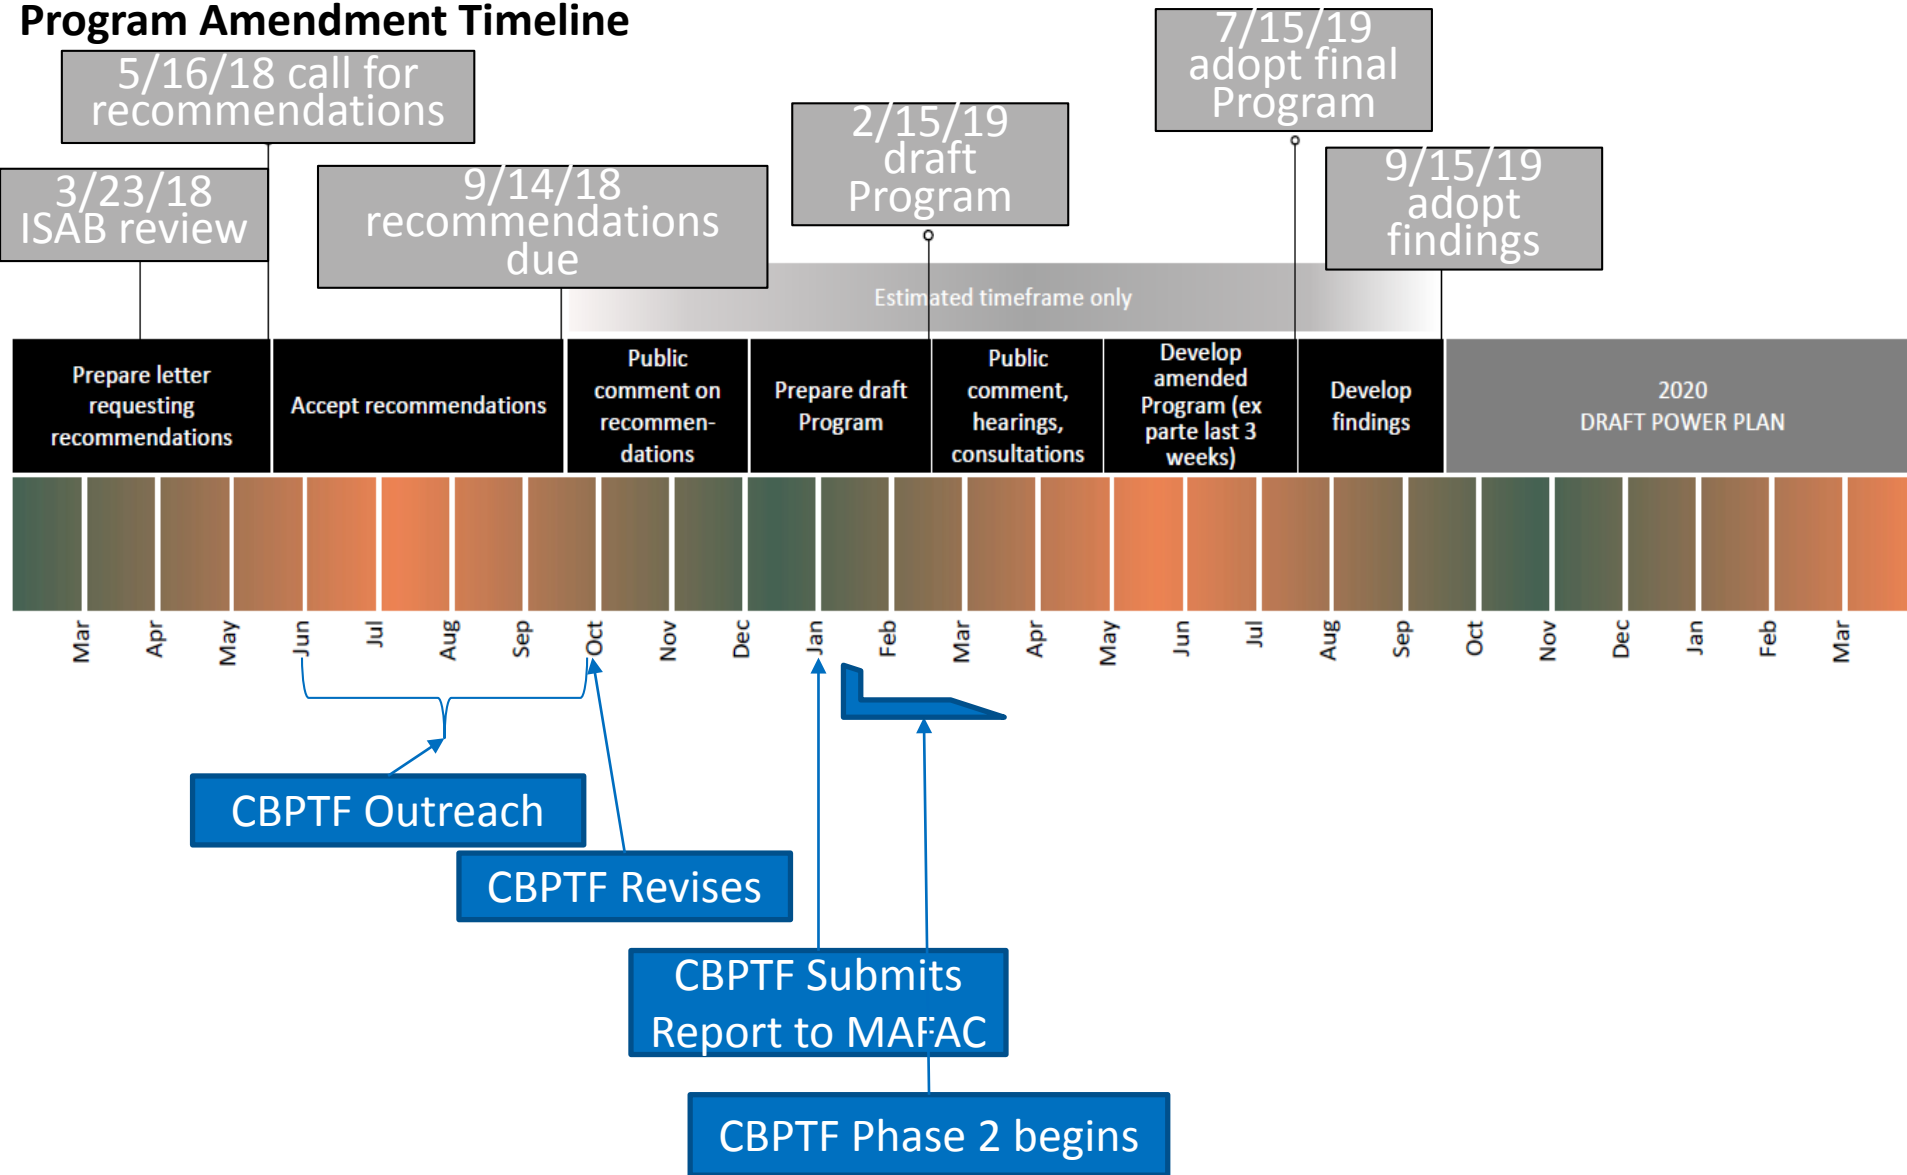 Program Amendment Timeline
5/16/18 call for
recommendations
7/15/19
adopt final
Program
2/15/19
draft
Program
3/23/18
ISAB review
9/14/18
recommendations
due
9/15/19
adopt
findings
Estimated timeframe only
Prepare letter
requesting
recommendations
Accept recommendations
Public
comment on
recommen-
dations
Prepare draft
Program
Public
comment,
hearings,
consultations
Develop
amended
Program (ex
parte last 3
weeks)
Develop
findings
2020
DRAFT POWER PLAN
Mar
Apr
May
Jun
Jul
Aug
Sep
Oct
Nov
Dec
Jan
Feb
Mar
Apr
May
Jun
Jul
Aug
Sep
Oct
Nov
Dec
Jan
Feb
Mar
CBPTF Outreach
CBPTF Revises
CBPTF Submits
Report to MAFAC
CBPTF Phase 2 begins